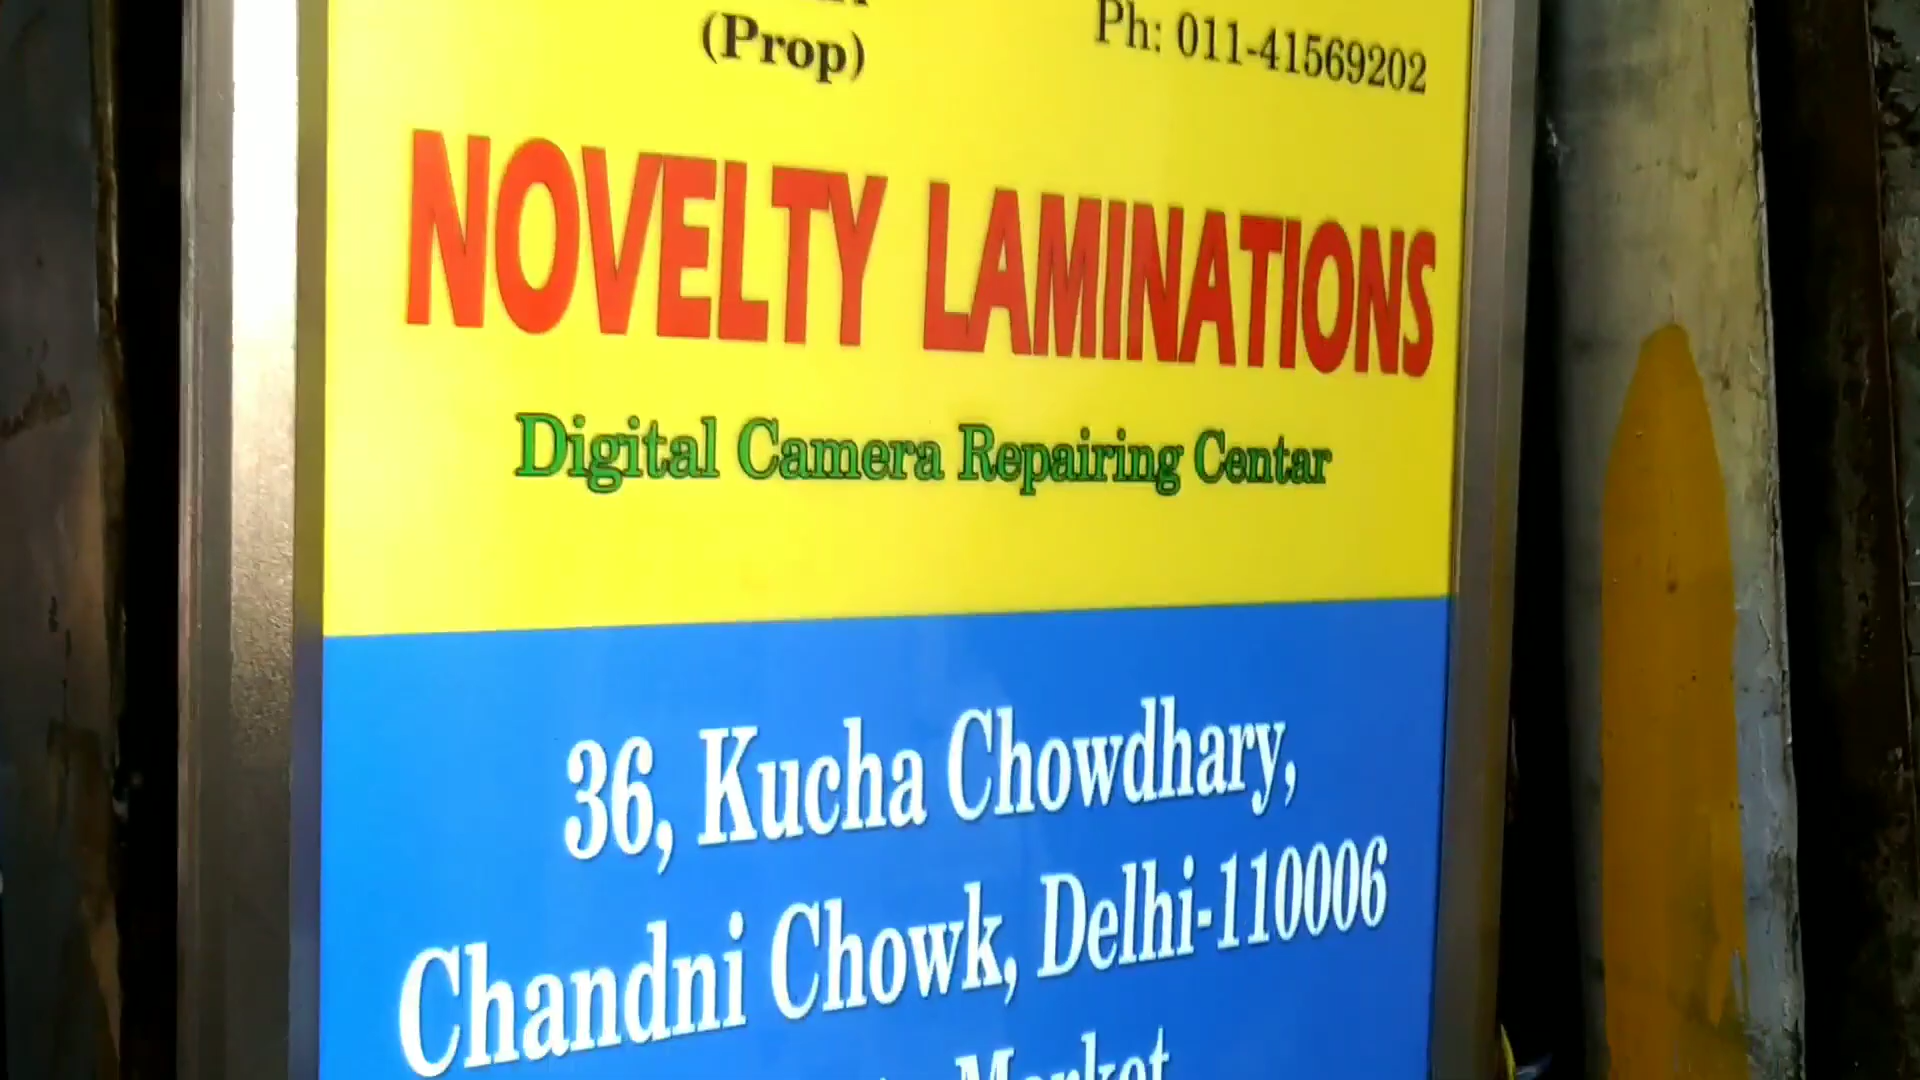 (Prop)
Ph: 011-41569202
NOVELTY LAMINATIONS
Digital Camera Repairing Centar
36, Kucha Chowdhary,
Chandni Chowk, Delhi-110006
Market